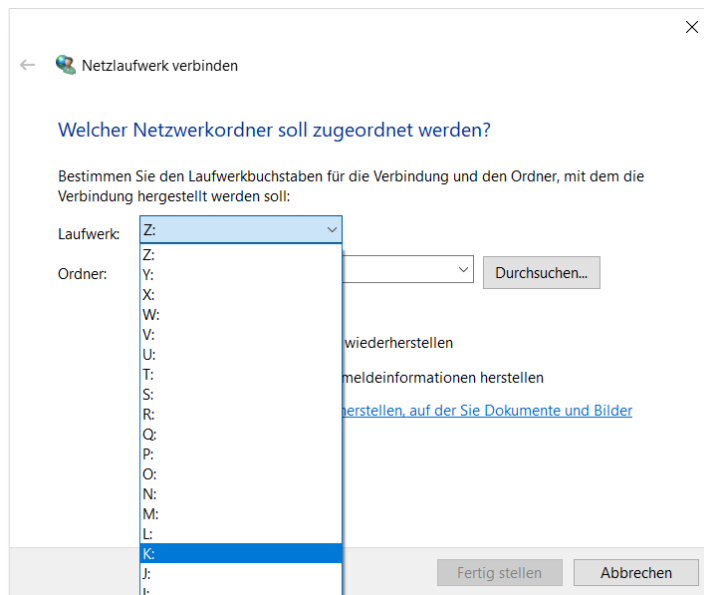 Netzlaufwerk verbinden
Welcher Netzwerkordner soll zugeordnet werden?
Bestimmen Sie den Laufwerkbuchstaben für die Verbindung und den Ordner, mit dem die
Verbindung hergestellt werden soll:
Laufwerk: Z:
Z:
Ordner: Durchsuchen...
Y:
X:
W:
V:
wiederherstellen
U:
T:
meldeinformationen herstellen
S:
R:
herstellen, auf der Sie Dokumente und Bilder
Q:
P:
O:
N:
M:
L:
K:
J:
I:
Fertig stellen Abbrechen